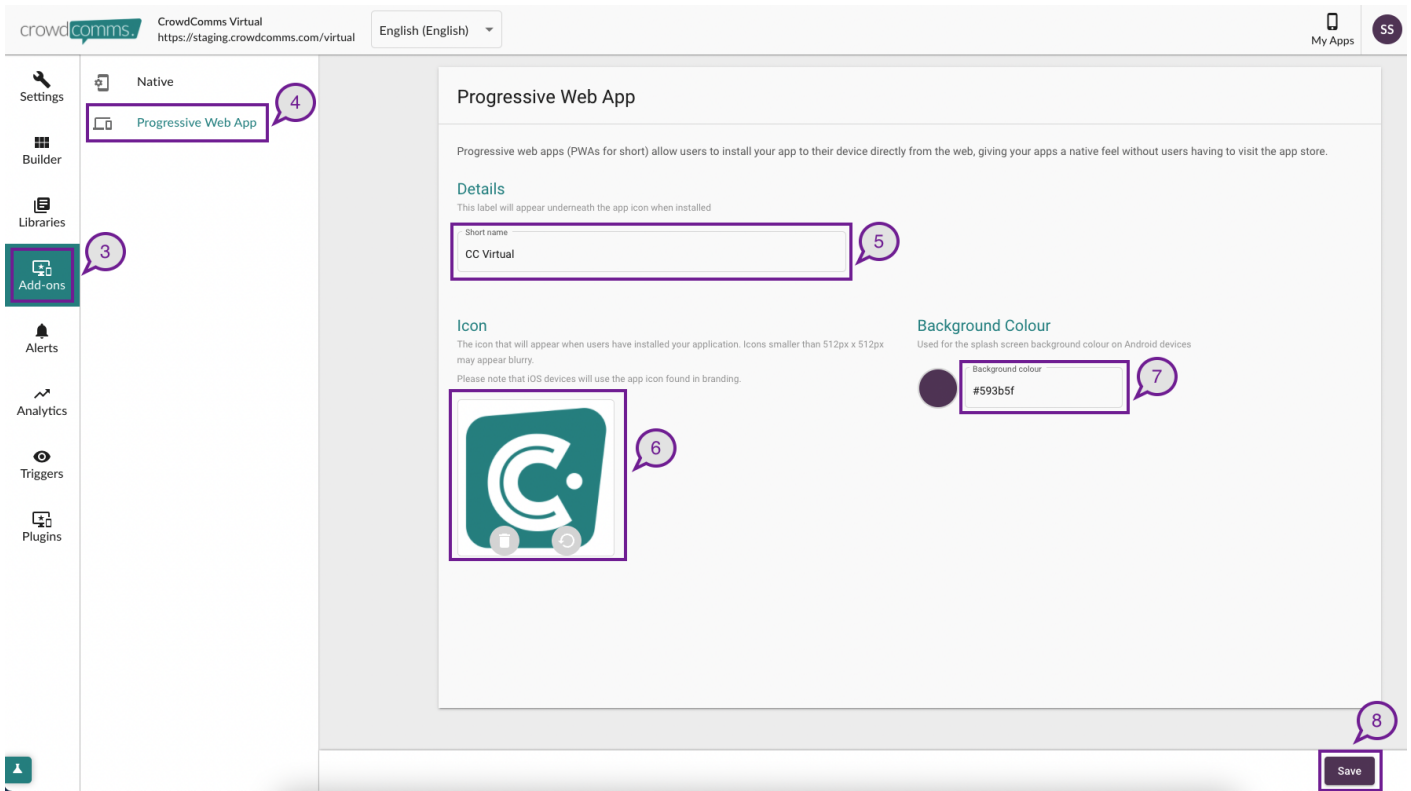 crowdcomms.
CrowdComms Virtual
https://staging.crowdcomms.com/virtual
English (English)
My Apps
SS
Settings
Builder
Libraries
Add-ons
3
Alerts
Analytics
Triggers
Plugins
Native
Progressive Web App
4
Progressive Web App
Progressive web apps (PWAs for short) allow users to install your app to their device directly from the web, giving your apps a native feel without users having to visit the app store.
Details
This label will appear underneath the app icon when installed
Short name
CC Virtual
5
Icon
The icon that will appear when users have installed your application. Icons smaller than 512px x 512px
may appear blurry.
Please note that iOS devices will use the app icon found in branding.
6
Background Colour
Used for the splash screen background colour on Android devices
Background colour
#593b5f
7
8
Save